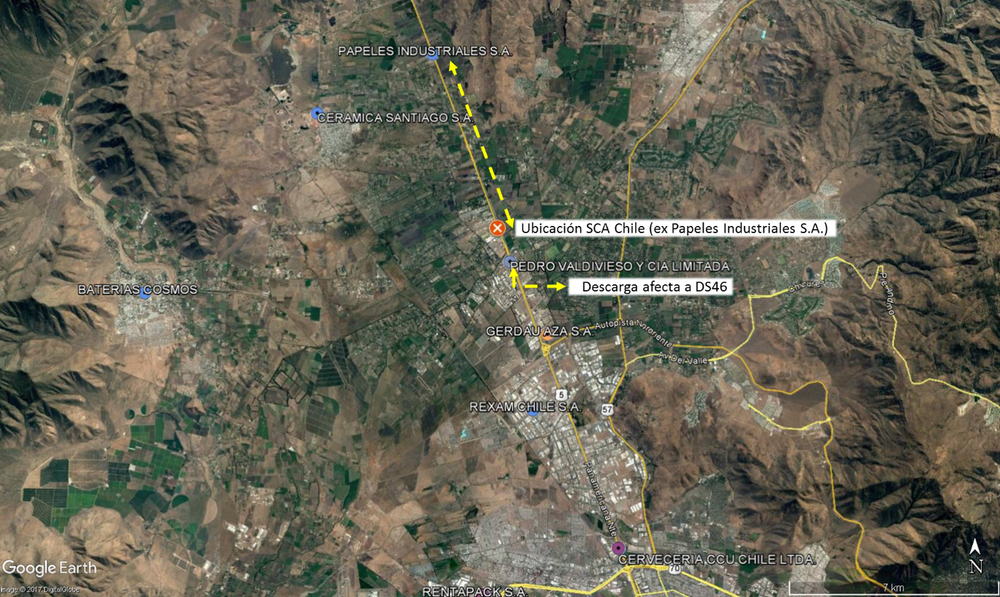 PAPELES INDUSTRIALES S.A.
CERAMICA SANTIAGO S.A.
Ubicación SCA Chile (ex Papeles Industriales S.A.)
PEDRO VALDIVIESO Y CIA LIMITADA
Descarga afecta a DS46
BATERIAS COSMOS
Chicureo
Pie Andino
GERDAU AZA S.A.
Autopista Nororiente
Av Del Valle
5
REXAM CHILE S.A.
57
Panamericana Nte
CERVECERIA CCU CHILE LTDA.
70
Google Earth
N
Image © 2017 DigitalGlobe
7 km
RENTAPACK S.A.